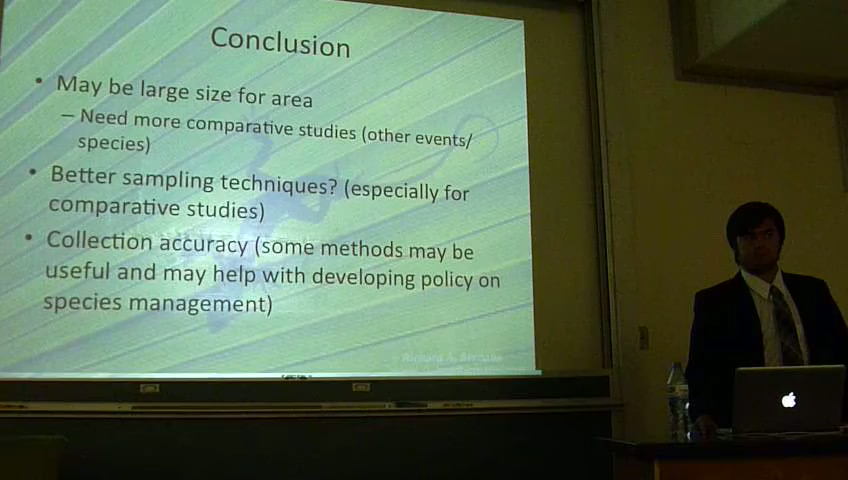 Conclusion
• May be large size for area
– Need more comparative studies (other events/
species)
• Better sampling techniques? (especially for
comparative studies)
• Collection accuracy (some methods may be
useful and may help with developing policy on
species management)
Richard A.